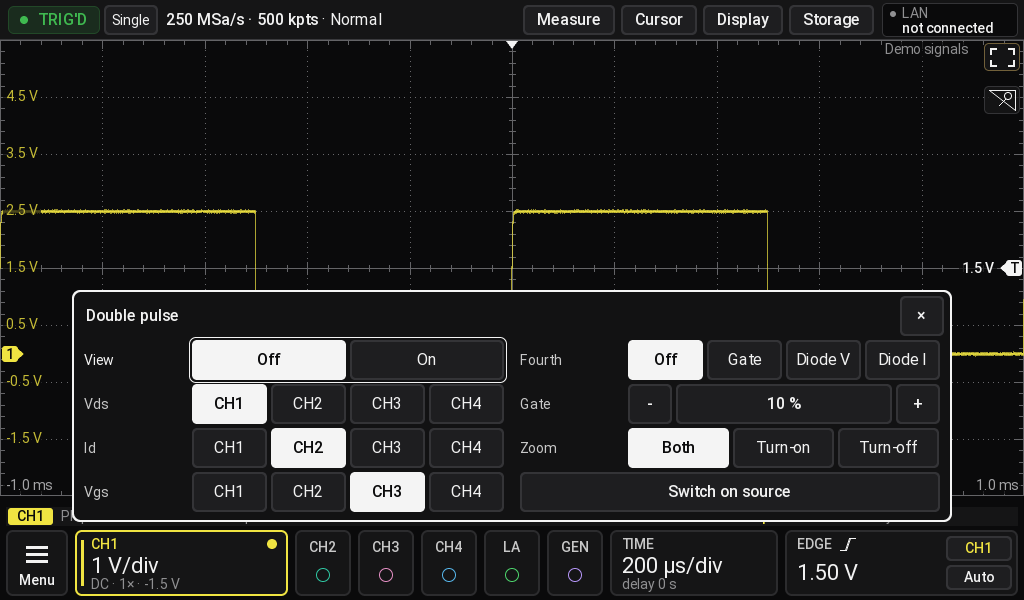 TRIG'D Single 250 MSa/s · 500 kpts · Normal Measure Cursor Display Storage LAN
not connected
Demo signals
4.5 V
3.5 V
2.5 V
1.5 V 1.5 V T
Double pulse ×
0.5 V
View Off On Fourth Off Gate Diode V Diode I
1
-0.5 V
Vds CH1 CH2 CH3 CH4 Gate - 10 % +
-1.5 V
Id CH1 CH2 CH3 CH4 Zoom Both Turn-on Turn-off
-1.0 ms 1.0 ms
Vgs CH1 CH2 CH3 CH4 Switch on source
CH1
Menu
CH1
1 V/div
DC · 1× · -1.5 V
CH2 CH3 CH4 LA GEN
TIME
200 µs/div
delay 0 s
EDGE CH1
1.50 V Auto